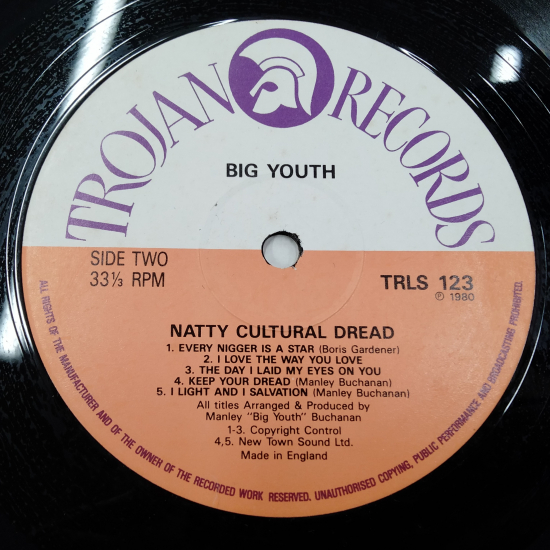 TROJAN RECORDS
BIG YOUTH
SIDE TWO
33⅓ RPM
TRLS 123
℗ 1980
NATTY CULTURAL DREAD
1. EVERY NIGGER IS A STAR (Boris Gardener)
2. I LOVE THE WAY YOU LOVE
3. THE DAY I LAID MY EYES ON YOU
4. KEEP YOUR DREAD (Manley Buchanan)
5. I LIGHT AND I SALVATION (Manley Buchanan)
All titles Arranged & Produced by
Manley "Big Youth" Buchanan
1-3. Copyright Control
4,5. New Town Sound Ltd.
Made in England
ALL RIGHTS OF THE MANUFACTURER AND OF THE OWNER OF THE RECORDED WORK RESERVED. UNAUTHORISED COPYING, PUBLIC PERFORMANCE AND BROADCASTING PROHIBITED.